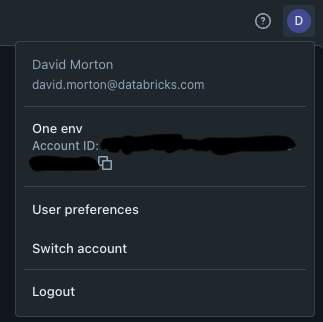 D
David Morton
david.morton@databricks.com
One env
Account ID:
User preferences
Switch account
Logout